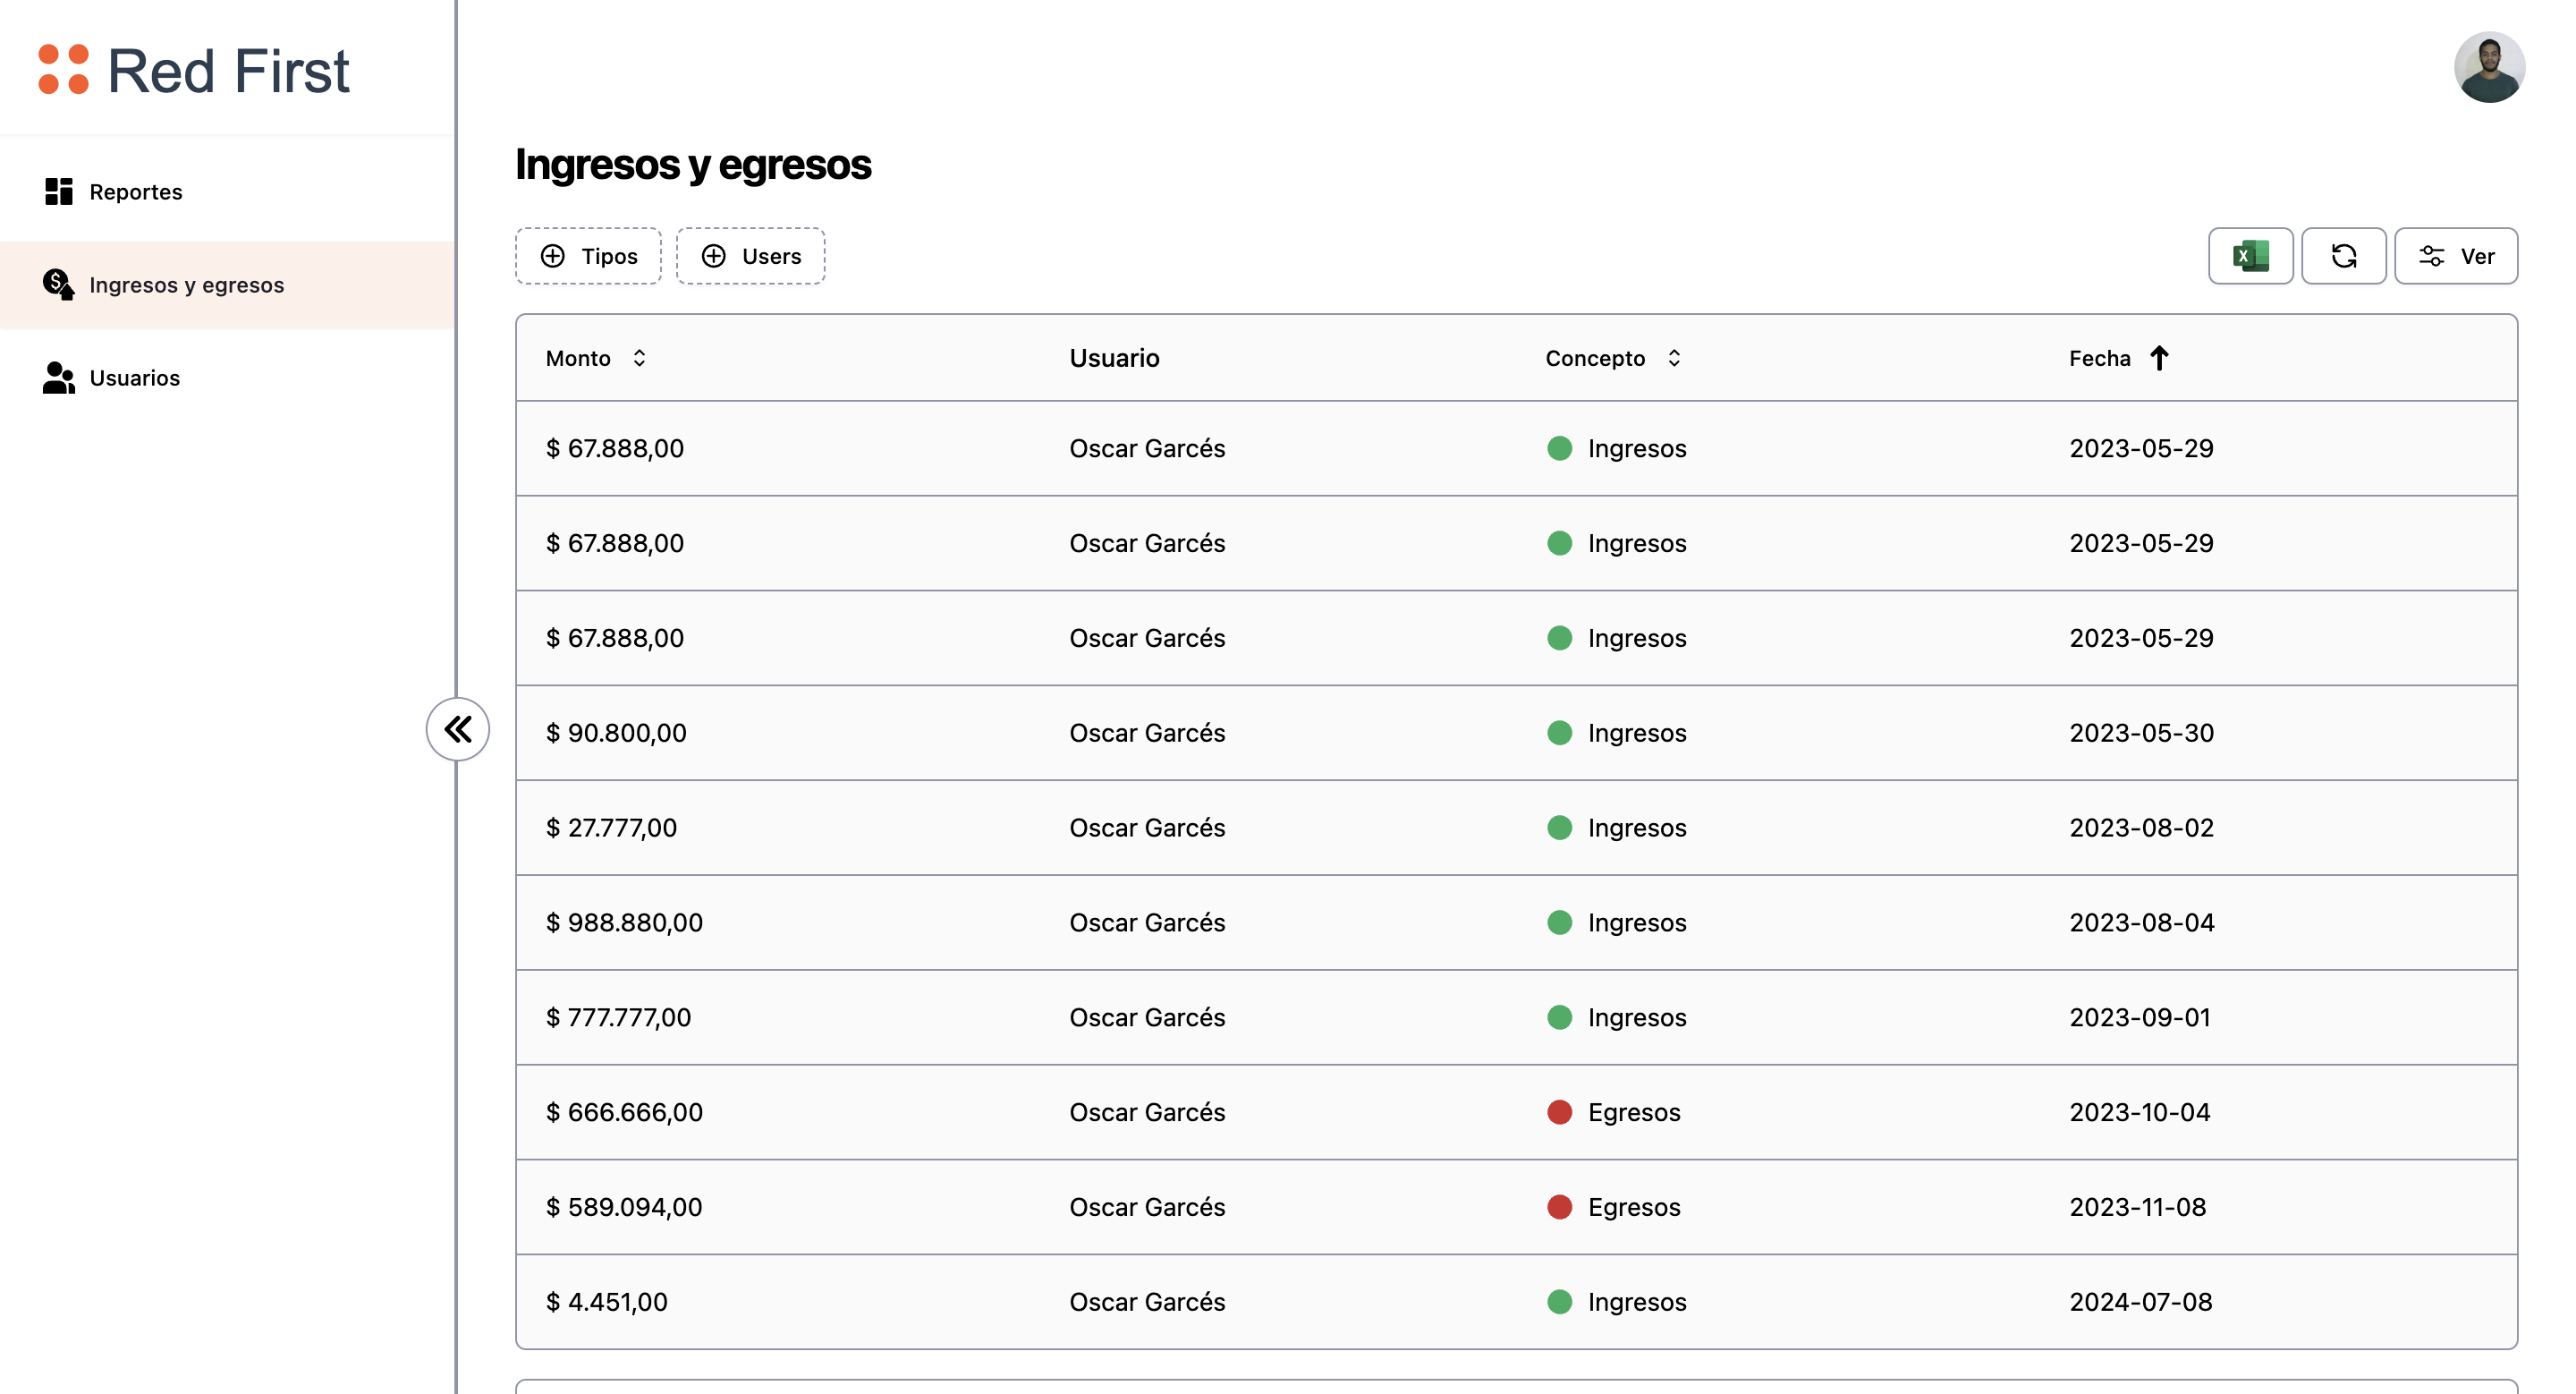 Red First
Reportes
Ingresos y egresos
Usuarios
Ingresos y egresos
Tipos Users
X Ver
Monto Usuario Concepto Fecha
$ 67.888,00 Oscar Garcés Ingresos 2023-05-29
$ 67.888,00 Oscar Garcés Ingresos 2023-05-29
$ 67.888,00 Oscar Garcés Ingresos 2023-05-29
$ 90.800,00 Oscar Garcés Ingresos 2023-05-30
$ 27.777,00 Oscar Garcés Ingresos 2023-08-02
$ 988.880,00 Oscar Garcés Ingresos 2023-08-04
$ 777.777,00 Oscar Garcés Ingresos 2023-09-01
$ 666.666,00 Oscar Garcés Egresos 2023-10-04
$ 589.094,00 Oscar Garcés Egresos 2023-11-08
$ 4.451,00 Oscar Garcés Ingresos 2024-07-08